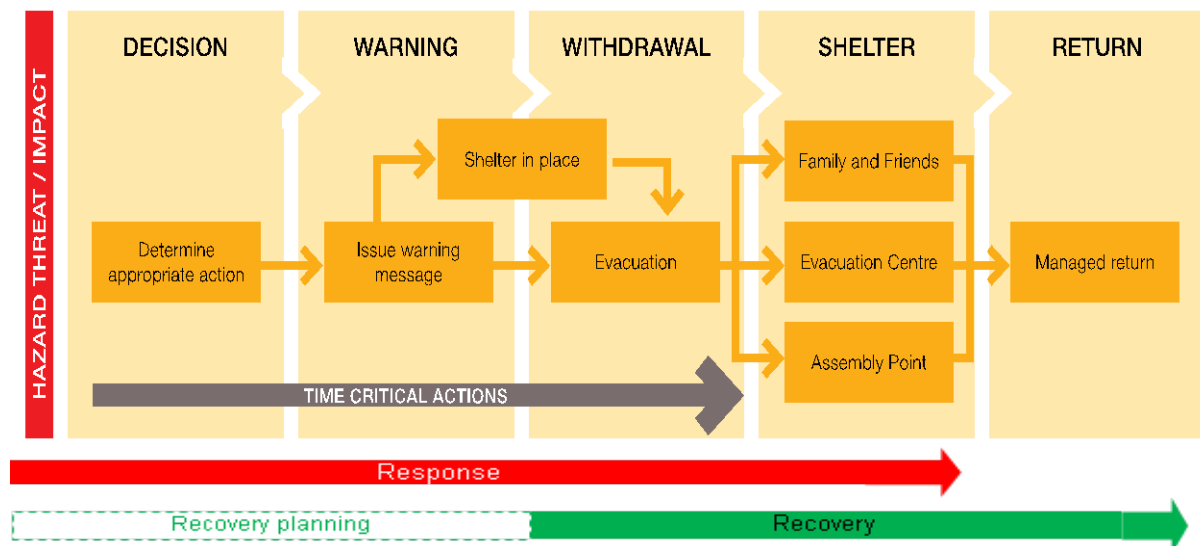 HAZARD THREAT / IMPACT
DECISION
WARNING
WITHDRAWAL
SHELTER
RETURN
Shelter in place
Family and Friends
Determine
appropriate action
Issue warning
message
Evacuation
Evacuation Centre
Managed return
Assembly Point
TIME CRITICAL ACTIONS
Response
Recovery planning
Recovery